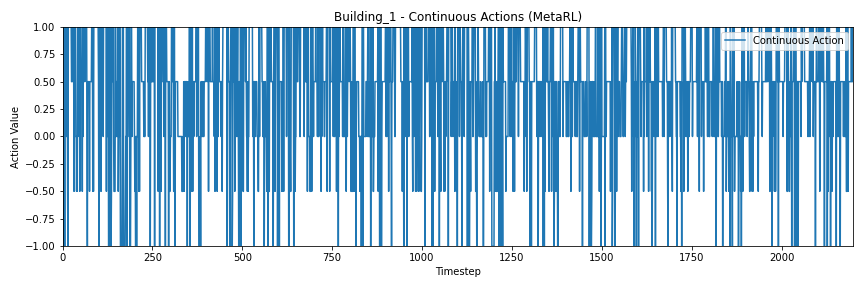 Building_1 - Continuous Actions (MetaRL)
Continuous Action
Action Value
1.00
0.75
0.50
0.25
0.00
−0.25
−0.50
−0.75
−1.00
0 250 500 750 1000 1250 1500 1750 2000
Timestep